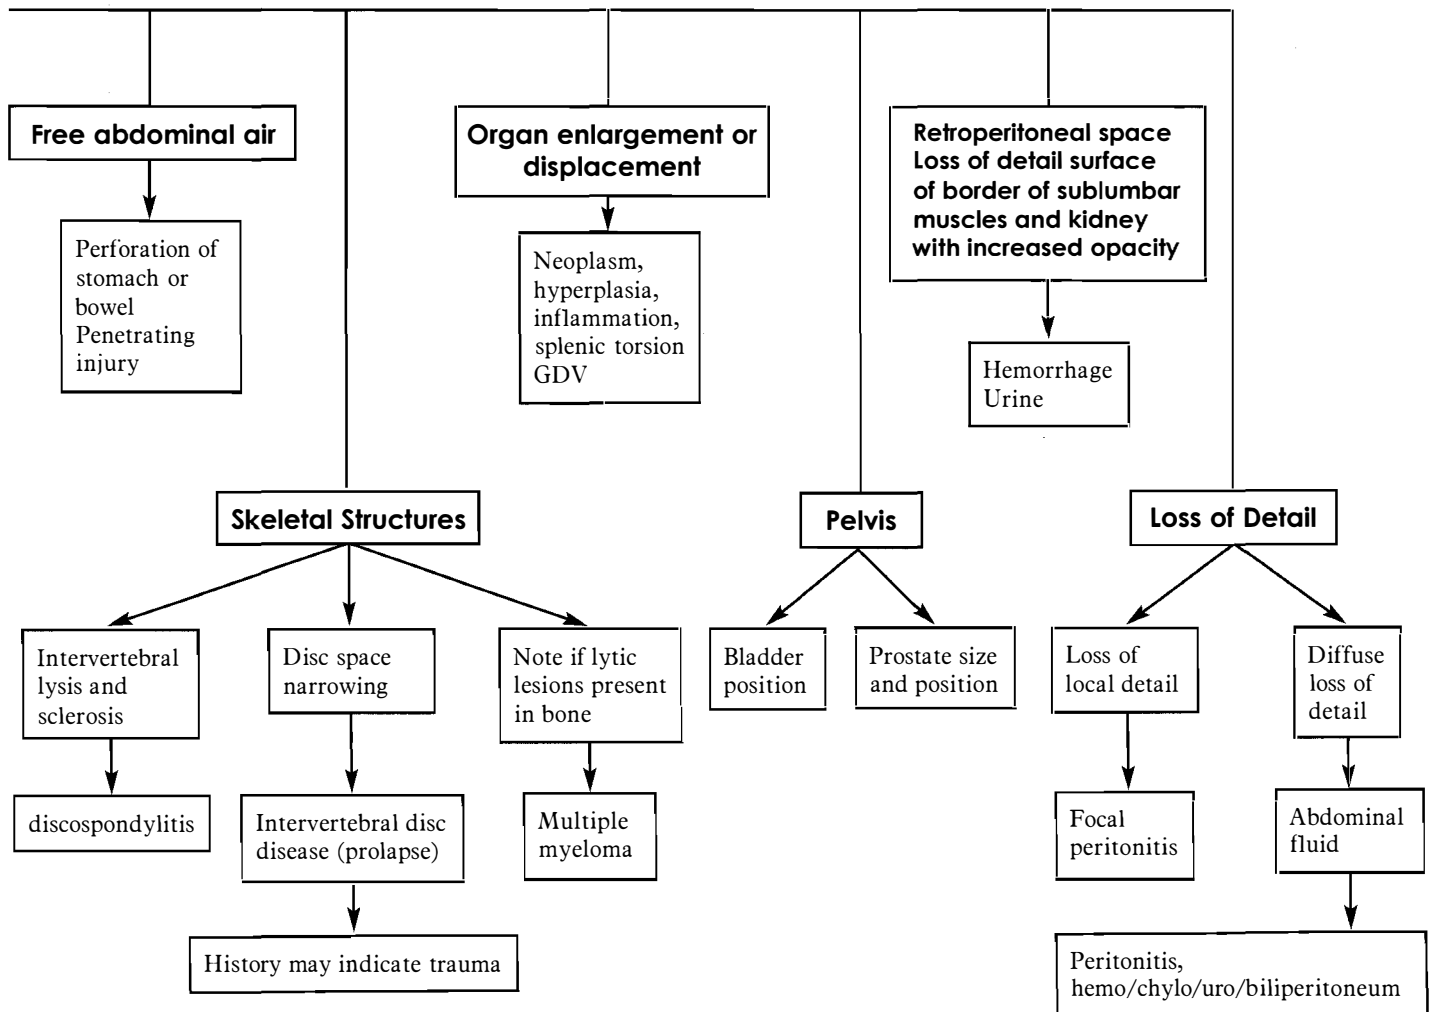 Free abdominal air
Perforation of
stomach or
bowel
Penetrating
injury
Organ enlargement or
displacement
Neoplasm,
hyperplasia,
inflammation,
splenic torsion
GDV
Retroperitoneal space
Loss of detail surface
of border of sublumbar
muscles and kidney
with increased opacity
Hemorrhage
Urine
Skeletal Structures
Intervertebral
lysis and
sclerosis
discospondylitis
Disc space
narrowing
Intervertebral disc
disease (prolapse)
History may indicate trauma
Note if lytic
lesions present
in bone
Multiple
myeloma
Pelvis
Bladder
position
Prostate size
and position
Loss of Detail
Loss of
local detail
Focal
peritonitis
Diffuse
loss of
detail
Abdominal
fluid
Peritonitis,
hemo/chylo/uro/biliperitoneum